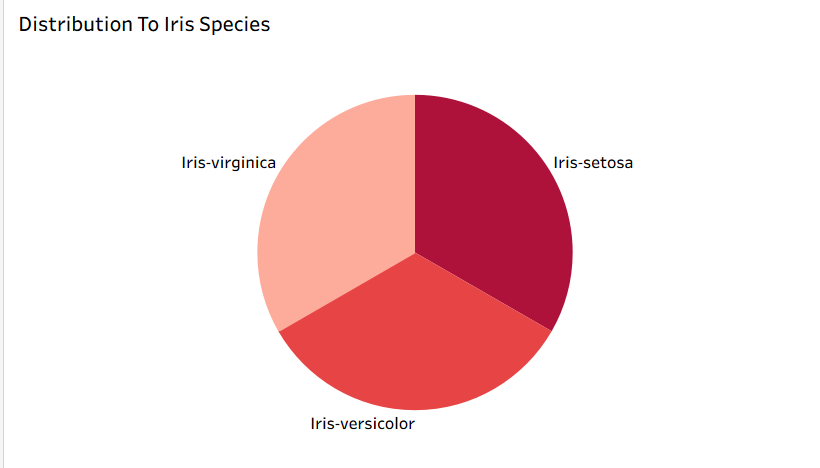 Distribution To Iris Species
Iris-virginica
Iris-setosa
Iris-versicolor